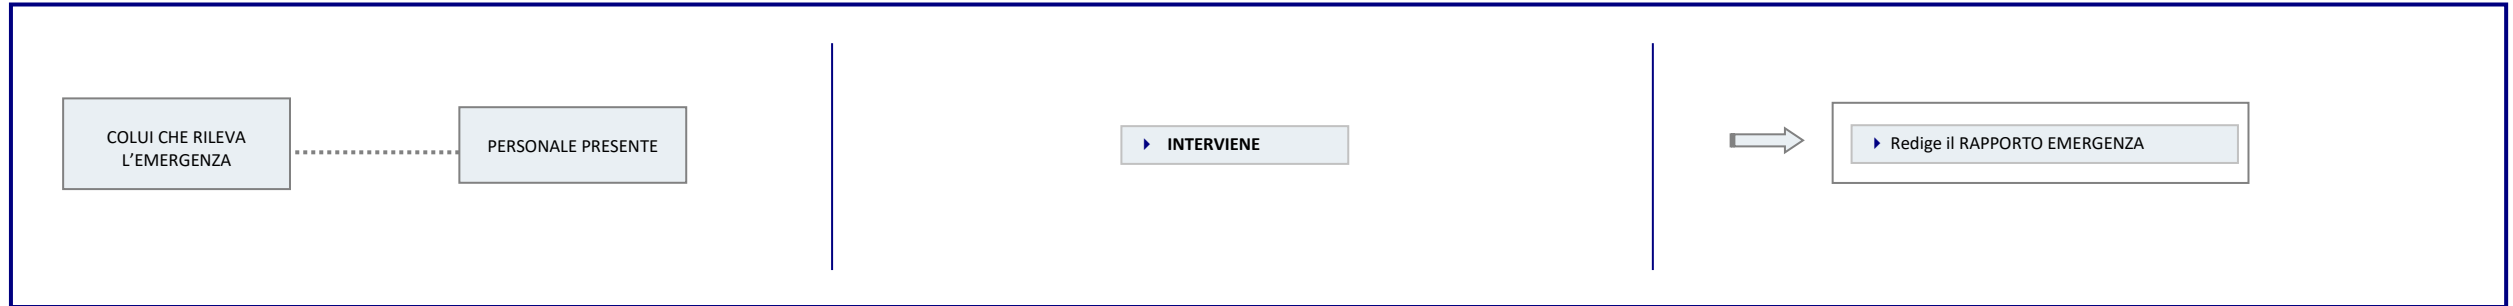 COLUI CHE RILEVA
L’EMERGENZA
PERSONALE PRESENTE
INTERVIENE
Redige il RAPPORTO EMERGENZA